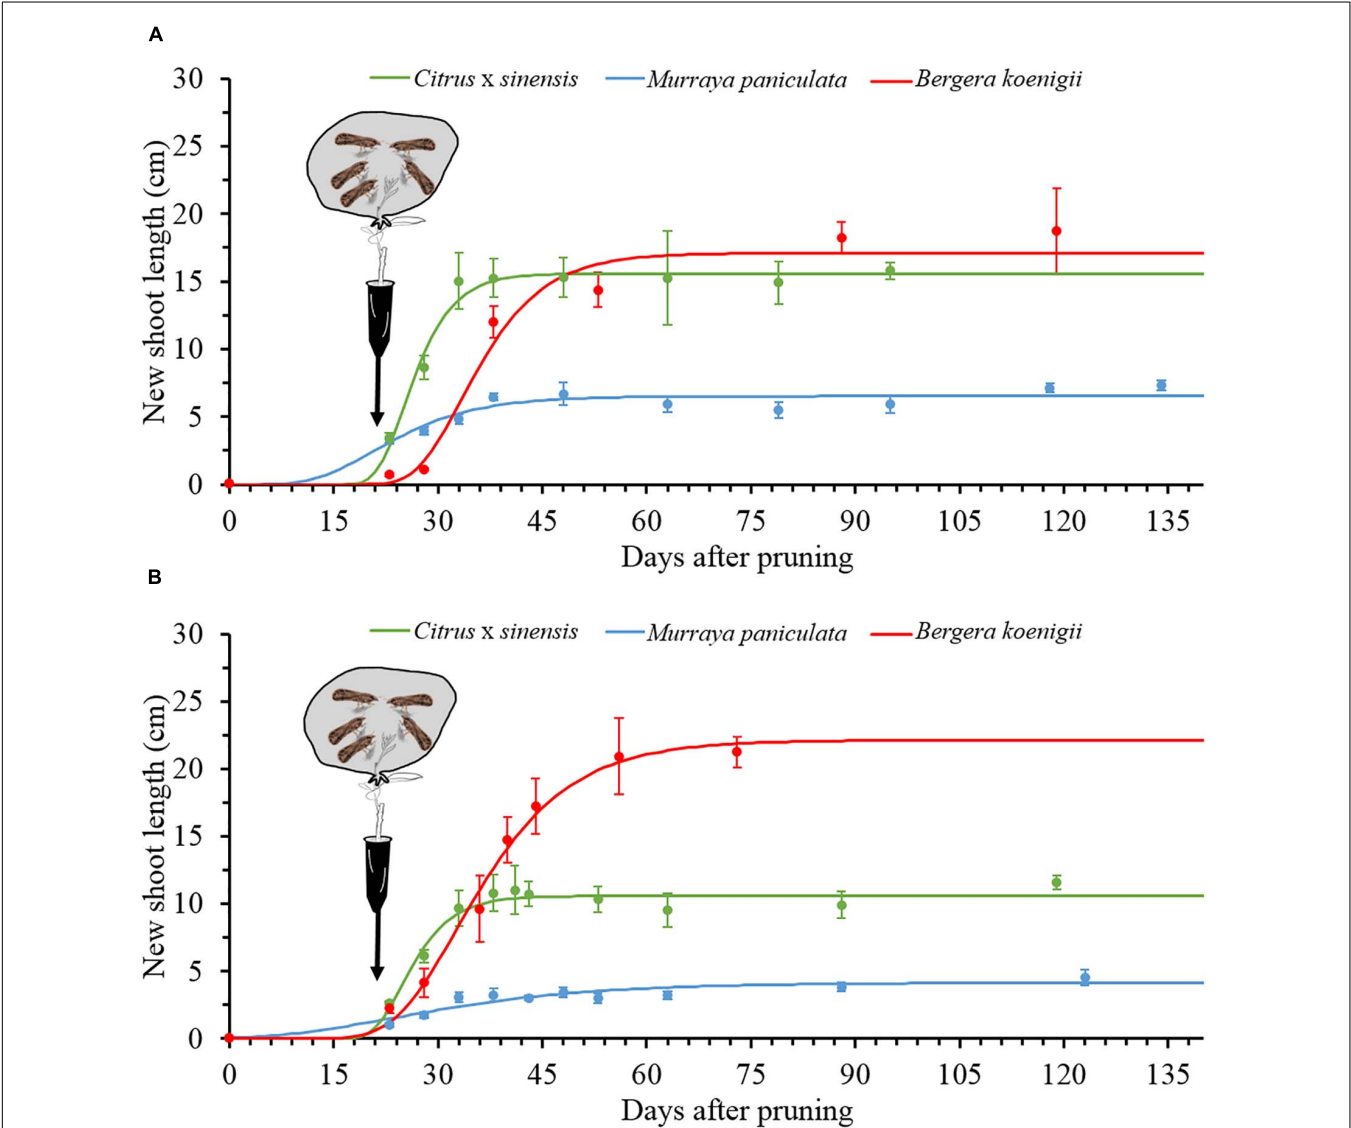 A
Citrus x sinensis Murraya paniculata Bergera koenigii
30
25
20
15
10
5
0
New shoot length (cm)
0 15 30 45 60 75 90 105 120 135
Days after pruning
B
Citrus x sinensis Murraya paniculata Bergera koenigii
30
25
20
15
10
5
0
New shoot length (cm)
0 15 30 45 60 75 90 105 120 135
Days after pruning